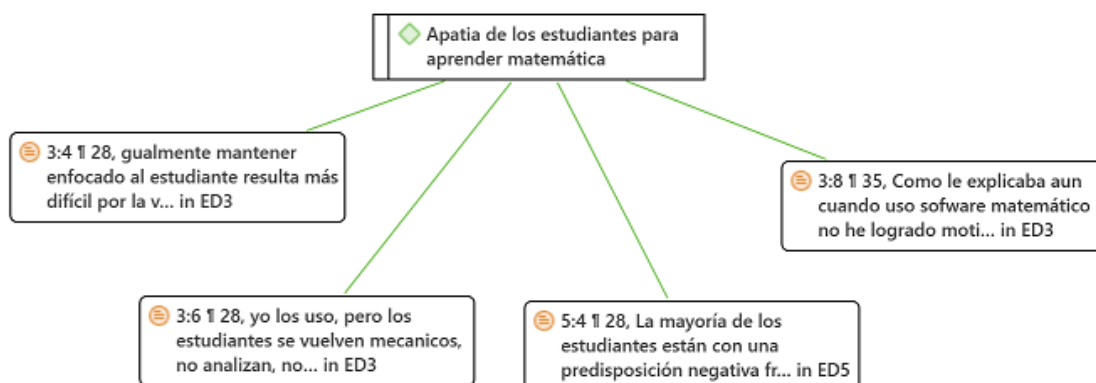 Apatia de los estudiantes para
aprender matemática
3:4 ¶ 28, gualmente mantener
enfocado al estudiante resulta más
difícil por la v... in ED3
3:8 ¶ 35, Como le explicaba aun
cuando uso sofware matemático
no he logrado moti... in ED3
3:6 ¶ 28, yo los uso, pero los
estudiantes se vuelven mecanicos,
no analizan, no... in ED3
5:4 ¶ 28, La mayoría de los
estudiantes están con una
predisposición negativa fr... in ED5